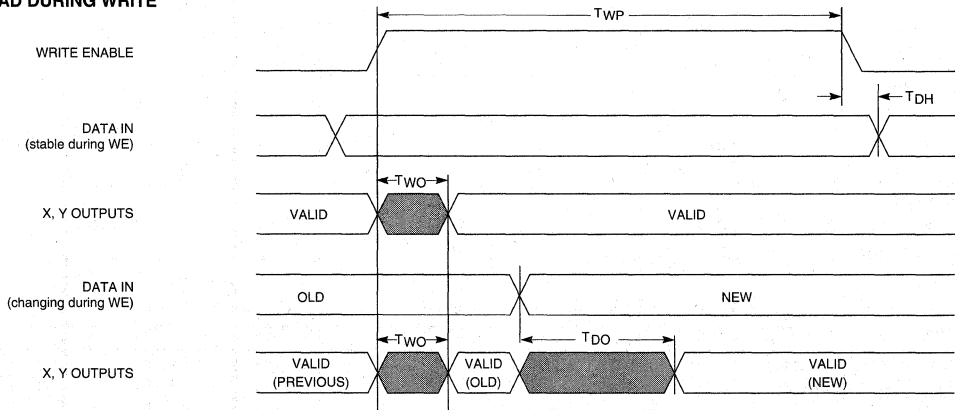 AD DURING WRITE
TWP
WRITE ENABLE
TDH
DATA IN
(stable during WE)
TWO
X, Y OUTPUTS
VALID
VALID
DATA IN
(changing during WE)
OLD
NEW
TWO
TDO
X, Y OUTPUTS
VALID
(PREVIOUS)
VALID
(OLD)
VALID
(NEW)